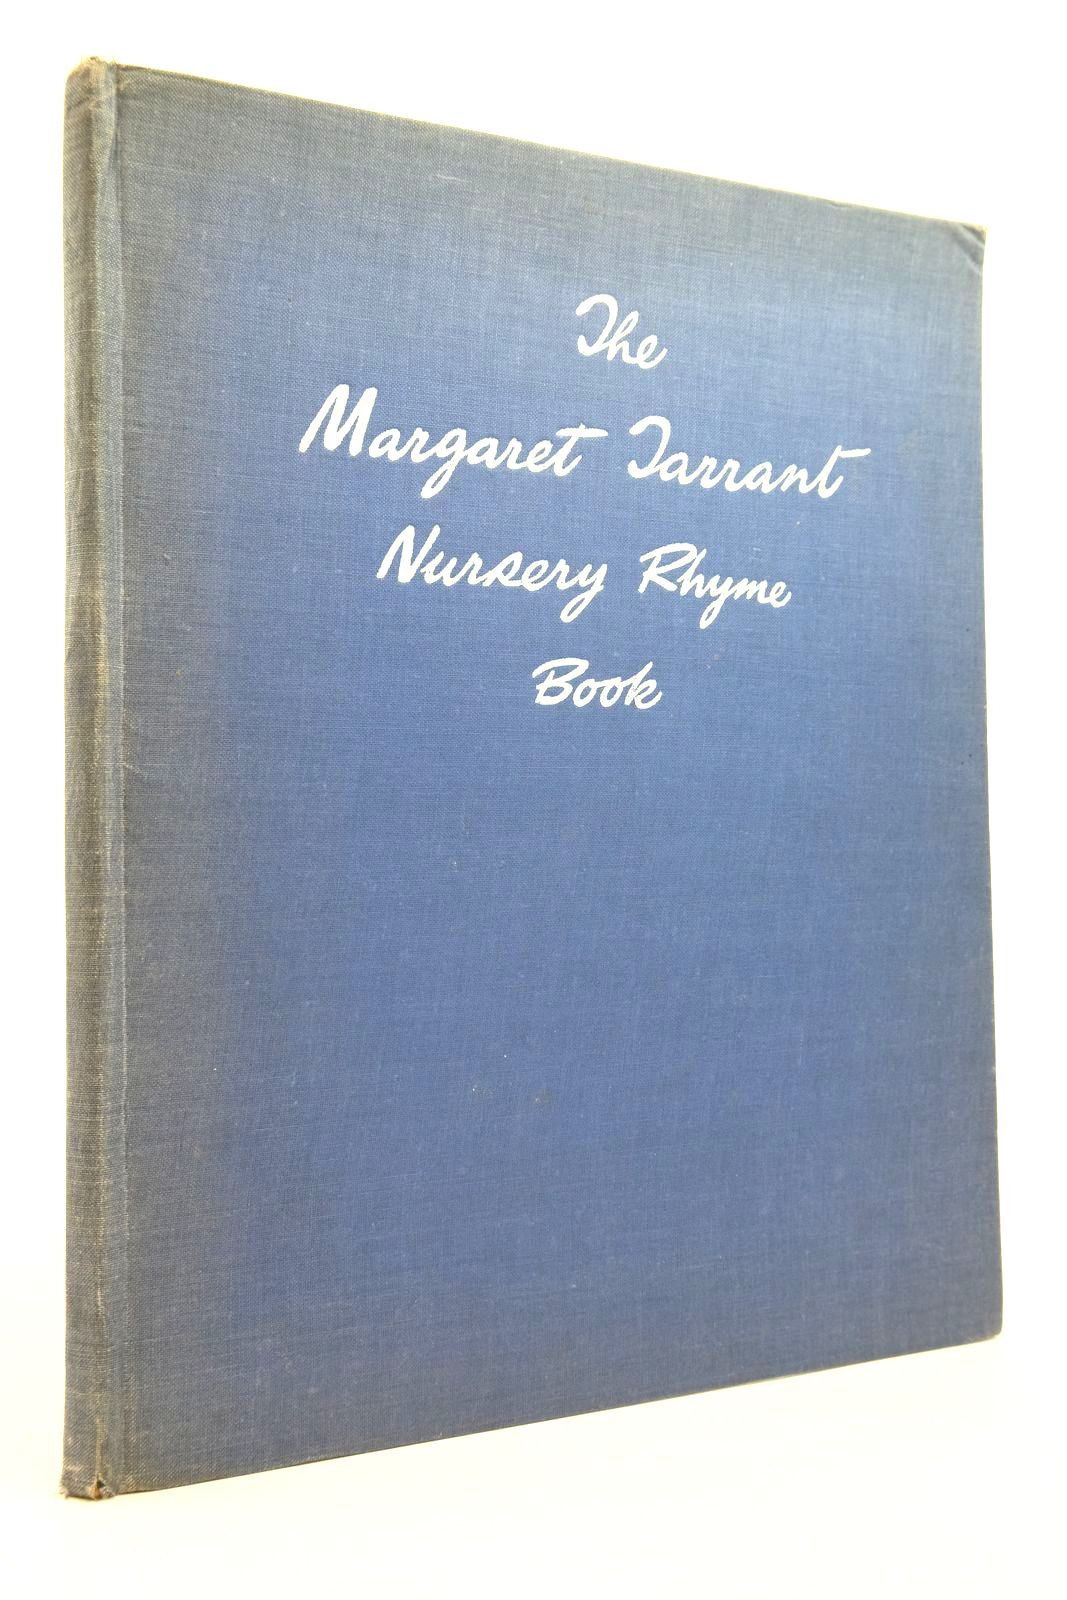 The
Margaret Tarrant
Nursery Rhyme
Book